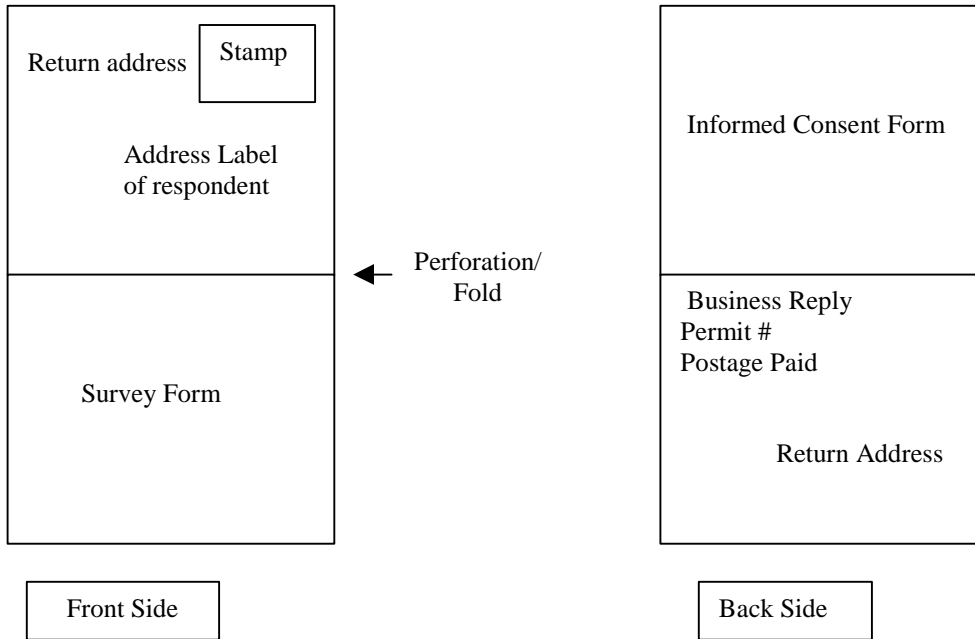 Return address
Stamp
Address Label
of respondent
Perforation/
Fold
Survey Form
Front Side
Informed Consent Form
Business Reply
Permit #
Postage Paid
Return Address
Back Side